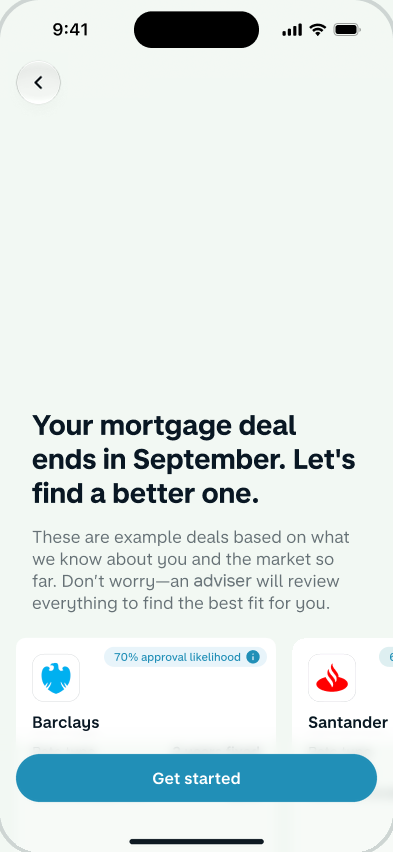 9:41
Your mortgage deal
ends in September. Let's
find a better one.
These are example deals based on what
we know about you and the market so
far. Don't worry—an adviser will review
everything to find the best fit for you.
70% approval likelihood
Barclays
Santander
Get started